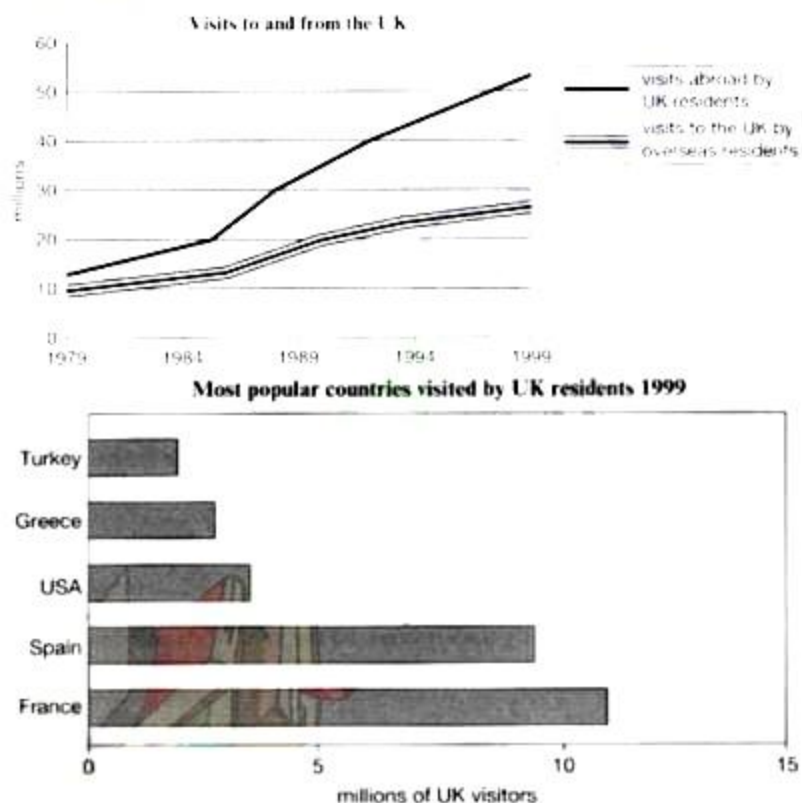 Visits to and from the UK
60
50
40
30
20
10
0
millions
1979
1984
1989
1994
1999
visits abroad by
UK residents
visits to the UK by
overseas residents
Most popular countries visited by UK residents 1999
Turkey
Greece
USA
Spain
France
0
5
10
15
millions of UK visitors